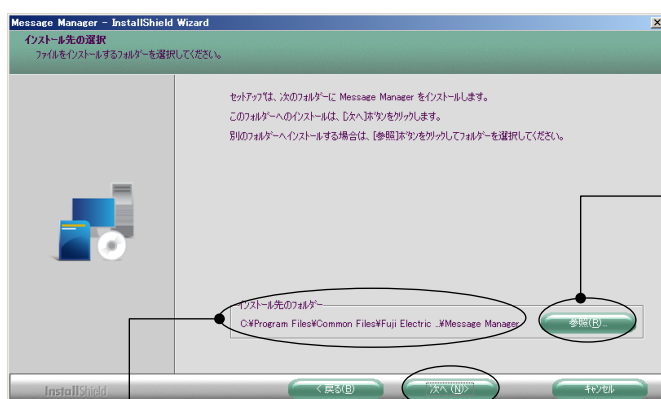 Message Manager - InstallShield Wizard
インストール先の選択
ファイルをインストールするフォルダーを選択してください。
セットアップは、次のフォルダーに Message Manager をインストールします。
このフォルダーへのインストールは、[次へ]ボタンをクリックします。
別のフォルダーへインストールする場合は、[参照]ボタンをクリックしてフォルダーを選択してください。
インストール先のフォルダー
C:¥Program Files¥Common Files¥Fuji Electric ..¥Message Manager
参照(R)...
InstallShield
< 戻る(B)
次へ(N)>
キャンセル